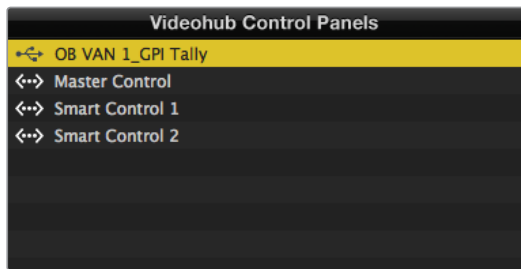 Videohub Control Panels
OB VAN 1_GPI Tally
Master Control
Smart Control 1
Smart Control 2